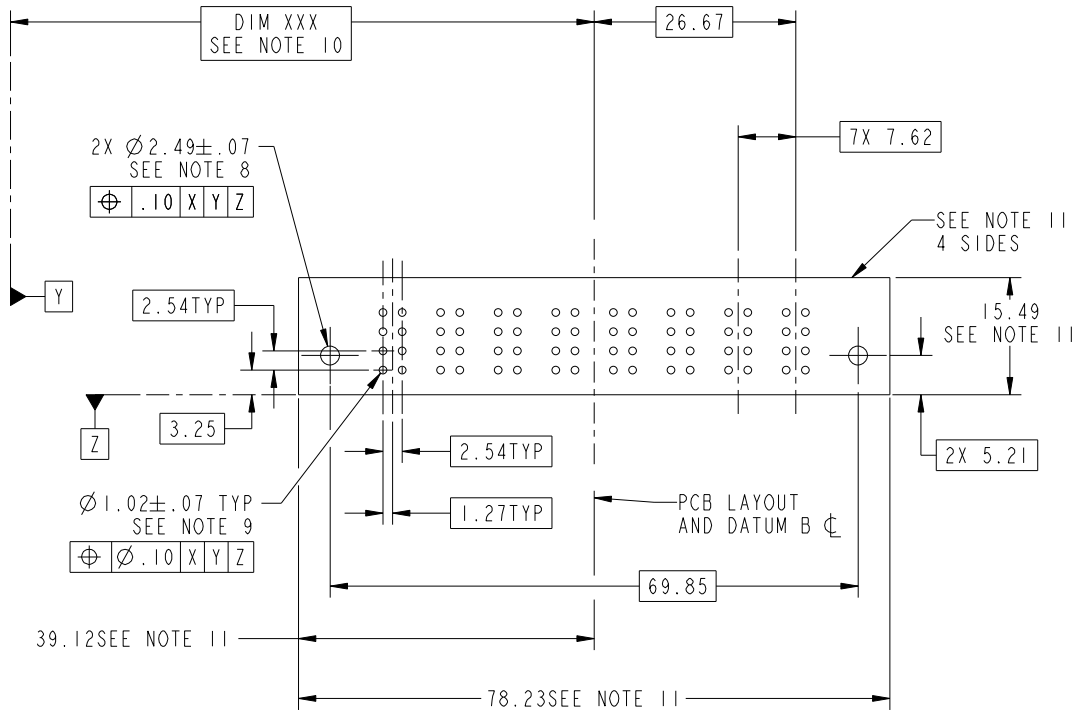 DIM XXX
SEE NOTE 10
26.67
7X 7.62
2X ⌀2.49±.07
SEE NOTE 8
⌖ .10 X Y Z
SEE NOTE 11
4 SIDES
Y
2.54TYP
15.49
SEE NOTE 11
Z
3.25
2.54TYP
2X 5.21
⌀1.02±.07 TYP
SEE NOTE 9
⌖ ⌀.10 X Y Z
1.27TYP
PCB LAYOUT
AND DATUM B ℄
69.85
39.12SEE NOTE 11
78.23SEE NOTE 11